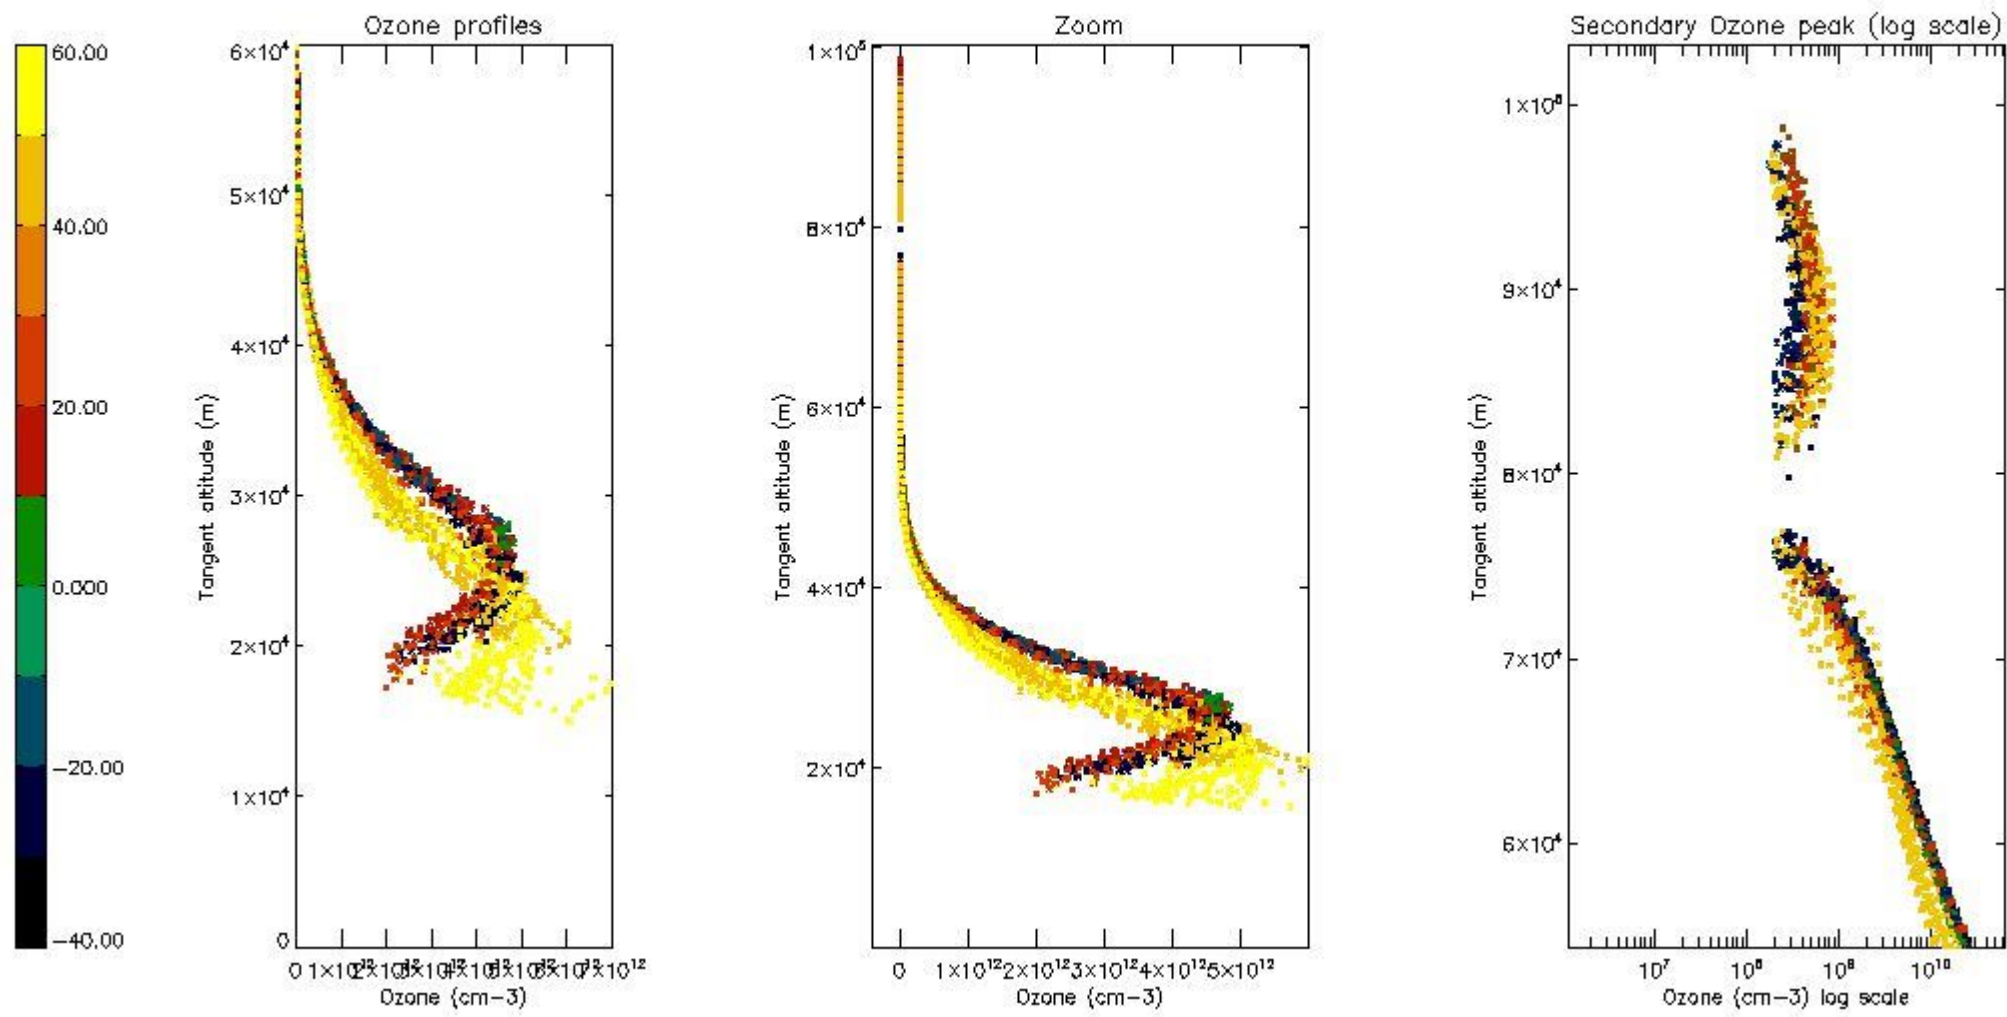 Ozone profiles
Zoom
Secondary Ozone peak (log scale)
60.00
40.00
20.00
0.000
−20.00
−40.00
6×10⁴
5×10⁴
4×10⁴
3×10⁴
2×10⁴
1×10⁴
0
Tangent altitude (m)
Ozone (cm−3)
1×10⁵
8×10⁴
6×10⁴
4×10⁴
2×10⁴
Tangent altitude (m)
0 1×10¹² 2×10¹² 3×10¹² 4×10¹² 5×10¹²
Ozone (cm−3)
9×10⁴
8×10⁴
7×10⁴
6×10⁴
Tangent altitude (m)
10⁷ 10⁸ 10⁹ 10¹⁰
Ozone (cm−3) log scale